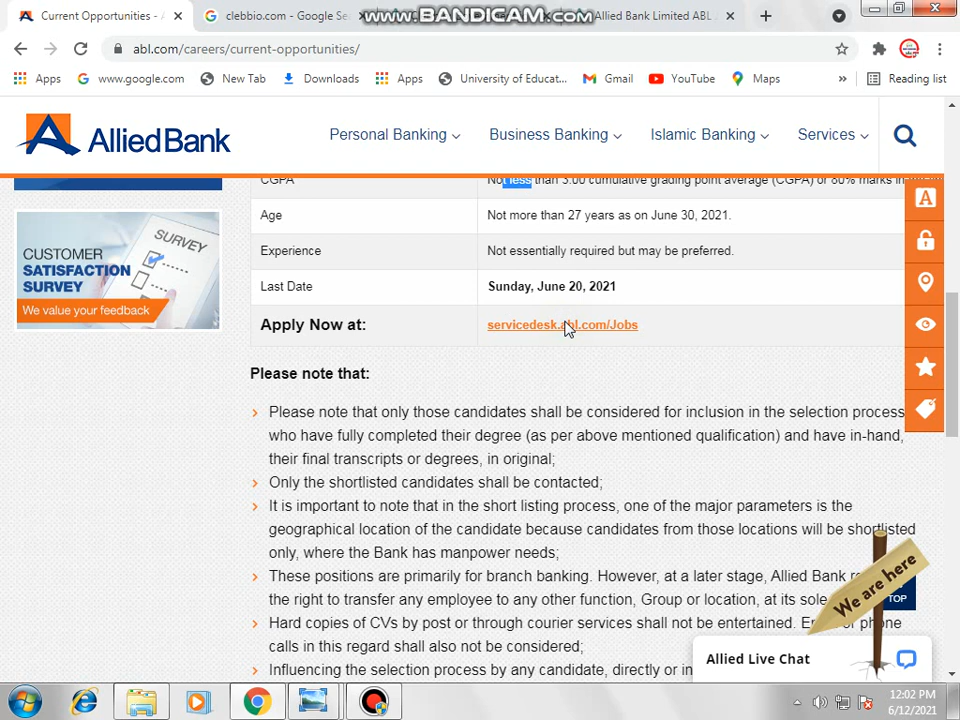 Current Opportunities -
clebbio.com - Google Se
WWW.BANDICAM.COM
Allied Bank Limited ABL
abl.com/careers/current-opportunities/
Apps
www.google.com
New Tab
Downloads
Apps
University of Educat...
Gmail
YouTube
Maps
»
Reading list
Allied Bank
Personal Banking
Business Banking
Islamic Banking
Services
CGPA
Not less than 3.00 cumulative grading point average (CGPA) or 80% marks in
Age
Not more than 27 years as on June 30, 2021.
Experience
Not essentially required but may be preferred.
Last Date
Sunday, June 20, 2021
Apply Now at:
servicedesk.abl.com/Jobs
SURVEY
CUSTOMER
SATISFACTION
SURVEY
We value your feedback
A
Please note that:
Please note that only those candidates shall be considered for inclusion in the selection process
who have fully completed their degree (as per above mentioned qualification) and have in-hand,
their final transcripts or degrees, in original;
Only the shortlisted candidates shall be contacted;
It is important to note that in the short listing process, one of the major parameters is the
geographical location of the candidate because candidates from those locations will be shortlisted
only, where the Bank has manpower needs;
These positions are primarily for branch banking. However, at a later stage, Allied Bank
the right to transfer any employee to any other function, Group or location, at its sole
Hard copies of CVs by post or through courier services shall not be entertained. phone
calls in this regard shall also not be considered;
Influencing the selection process by any candidate, directly or
We are here
TOP
Allied Live Chat
12:02 PM
6/12/2021